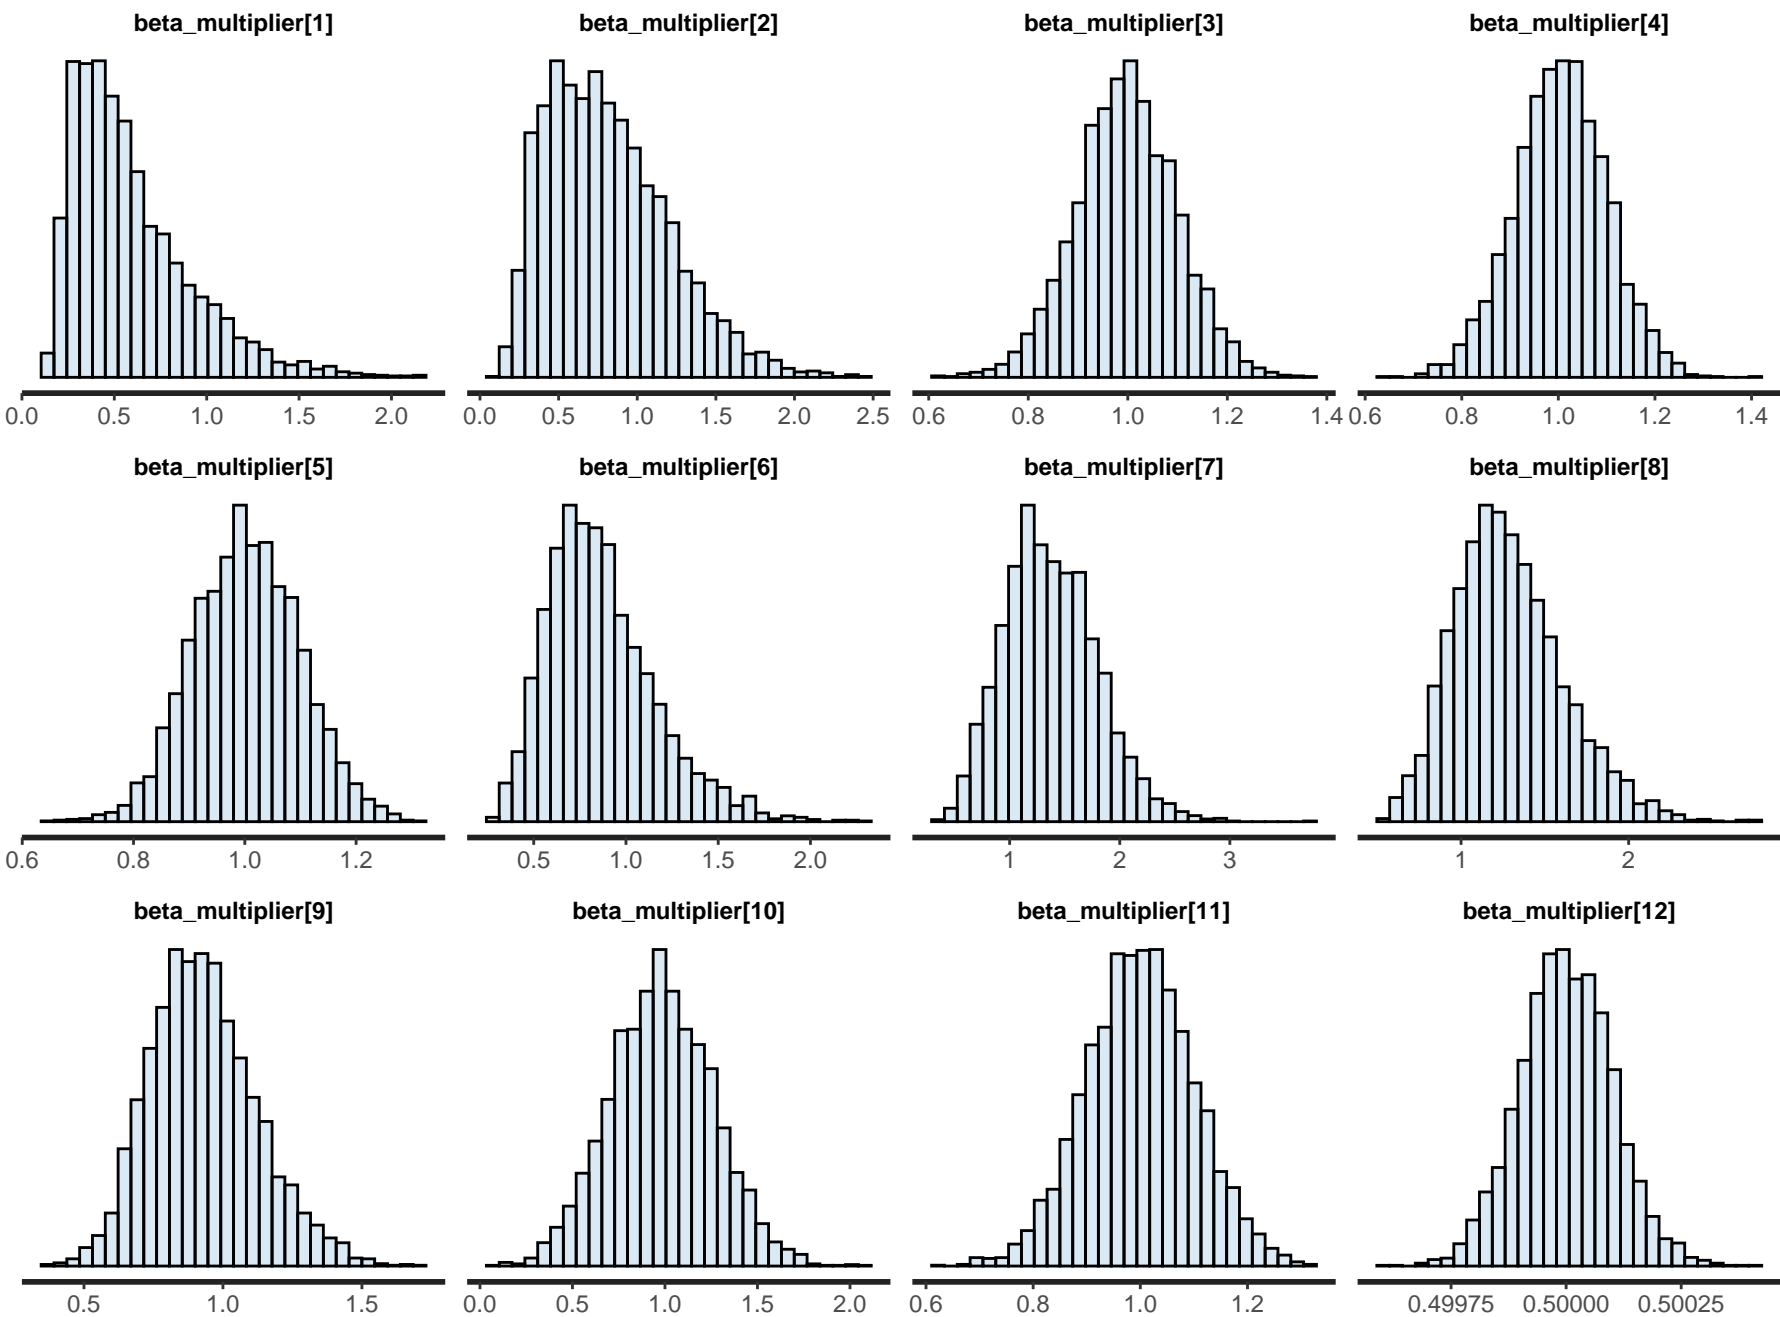 beta_multiplier[1] beta_multiplier[2] beta_multiplier[3] beta_multiplier[4]
0.0 0.5 1.0 1.5 2.0 0.0 0.5 1.0 1.5 2.0 2.5 0.6 0.8 1.0 1.2 1.4 0.6 0.8 1.0 1.2 1.4
beta_multiplier[5] beta_multiplier[6] beta_multiplier[7] beta_multiplier[8]
0.6 0.8 1.0 1.2 0.5 1.0 1.5 2.0 1 2 3 1 2
beta_multiplier[9] beta_multiplier[10] beta_multiplier[11] beta_multiplier[12]
0.5 1.0 1.5 0.0 0.5 1.0 1.5 2.0 0.6 0.8 1.0 1.2 0.49975 0.50000 0.50025